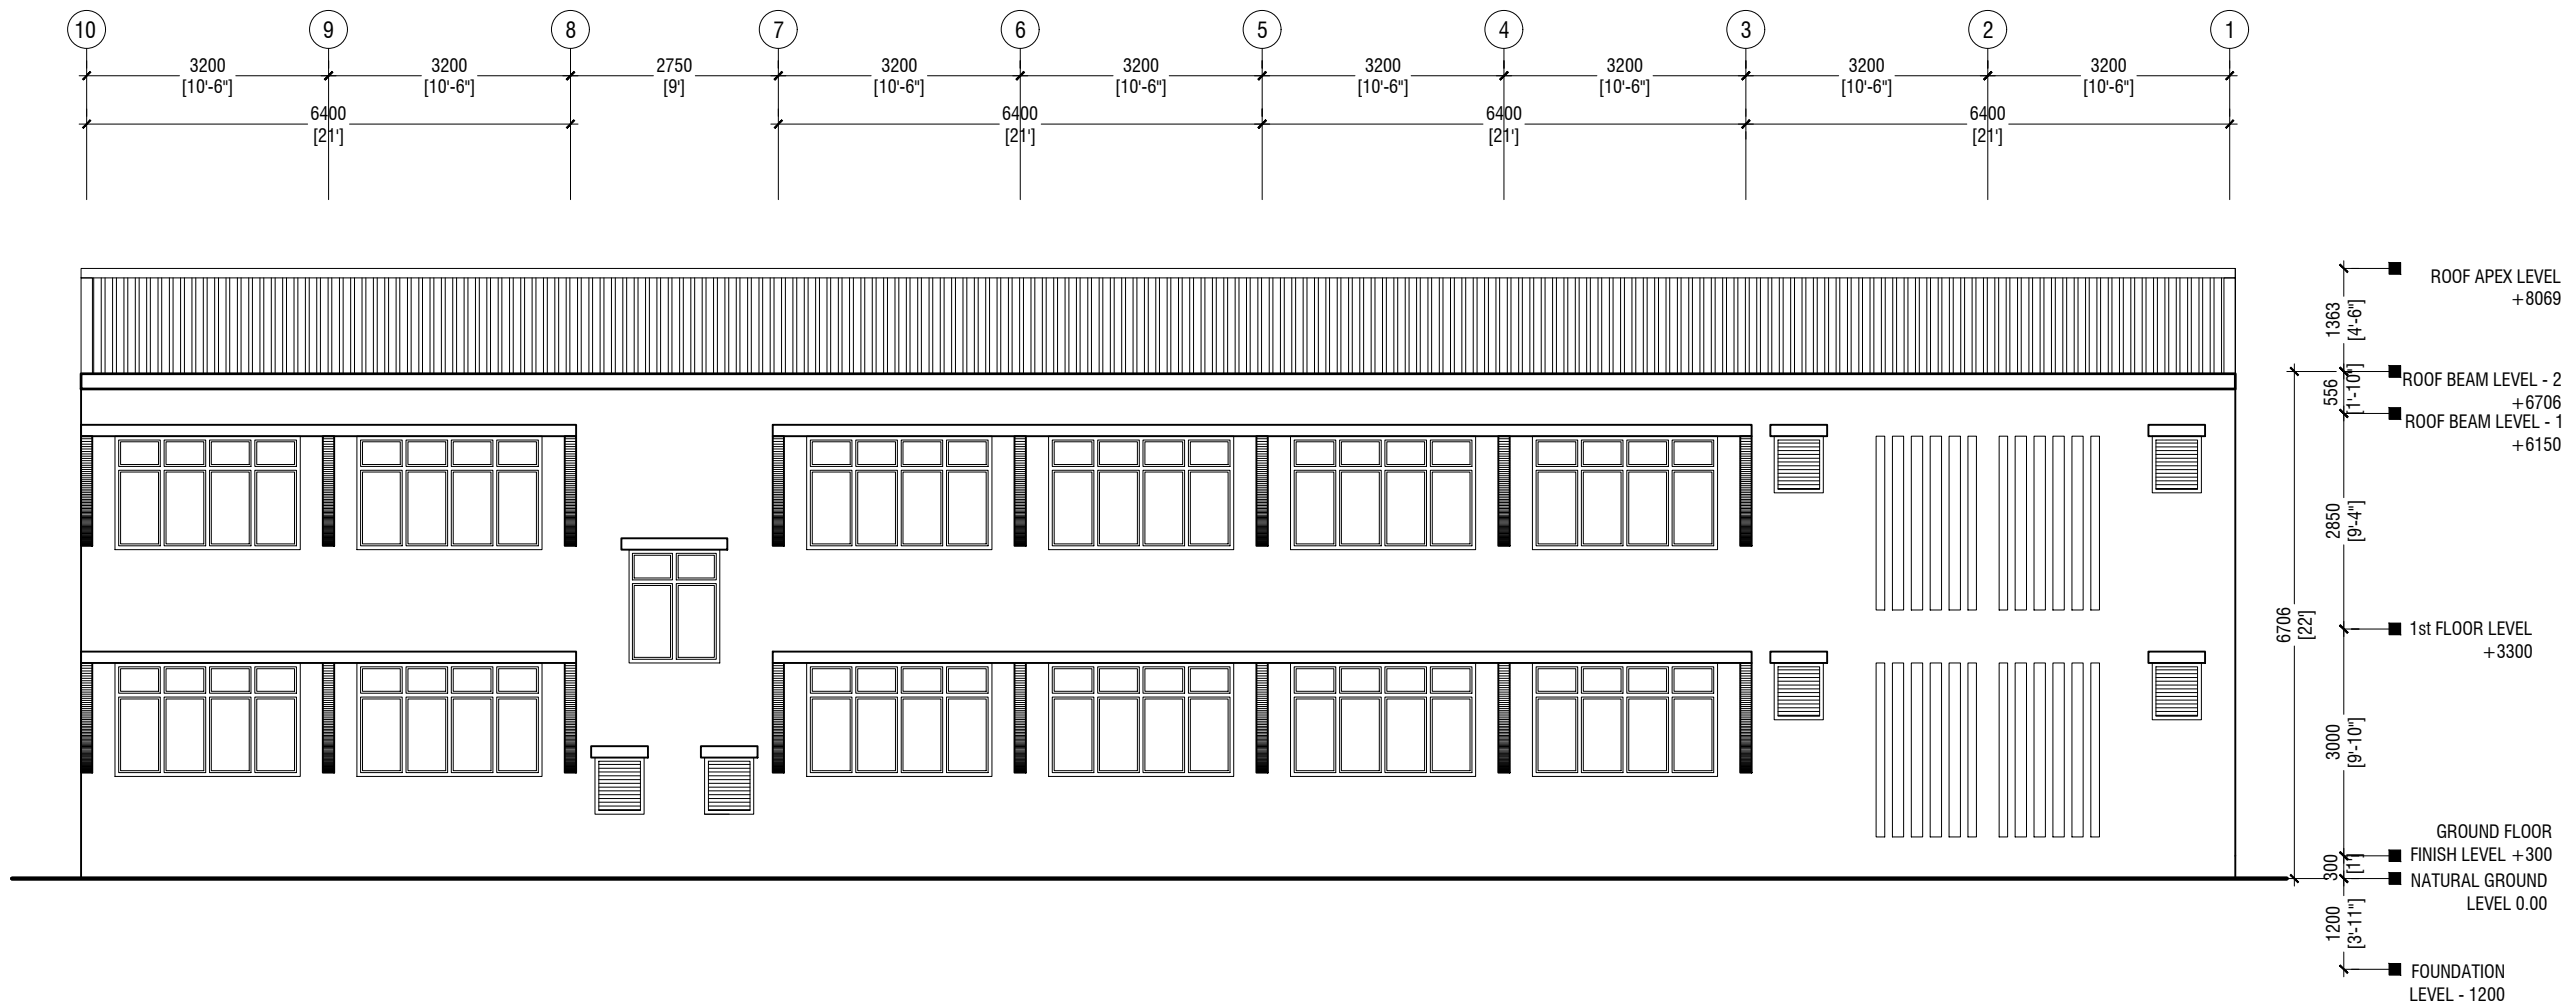 10 9 8 7 6 5 4 3 2 1
3200 3200 2750 3200 3200 3200 3200 3200 3200
[10'-6"] [10'-6"] [9'] [10'-6"] [10'-6"] [10'-6"] [10'-6"] [10'-6"] [10'-6"]
6400 6400 6400 6400
[21'] [21'] [21'] [21']
ROOF APEX LEVEL
+8069
1363
[4'-6"]
ROOF BEAM LEVEL - 2
+6706
556
[1'-10"]
ROOF BEAM LEVEL - 1
+6150
2850
[9'-4"]
6706
[22']
1st FLOOR LEVEL
+3300
3000
[9'-10"]
GROUND FLOOR
FINISH LEVEL +300
300
[1']
NATURAL GROUND
LEVEL 0.00
1200
[3'-11"]
FOUNDATION
LEVEL - 1200